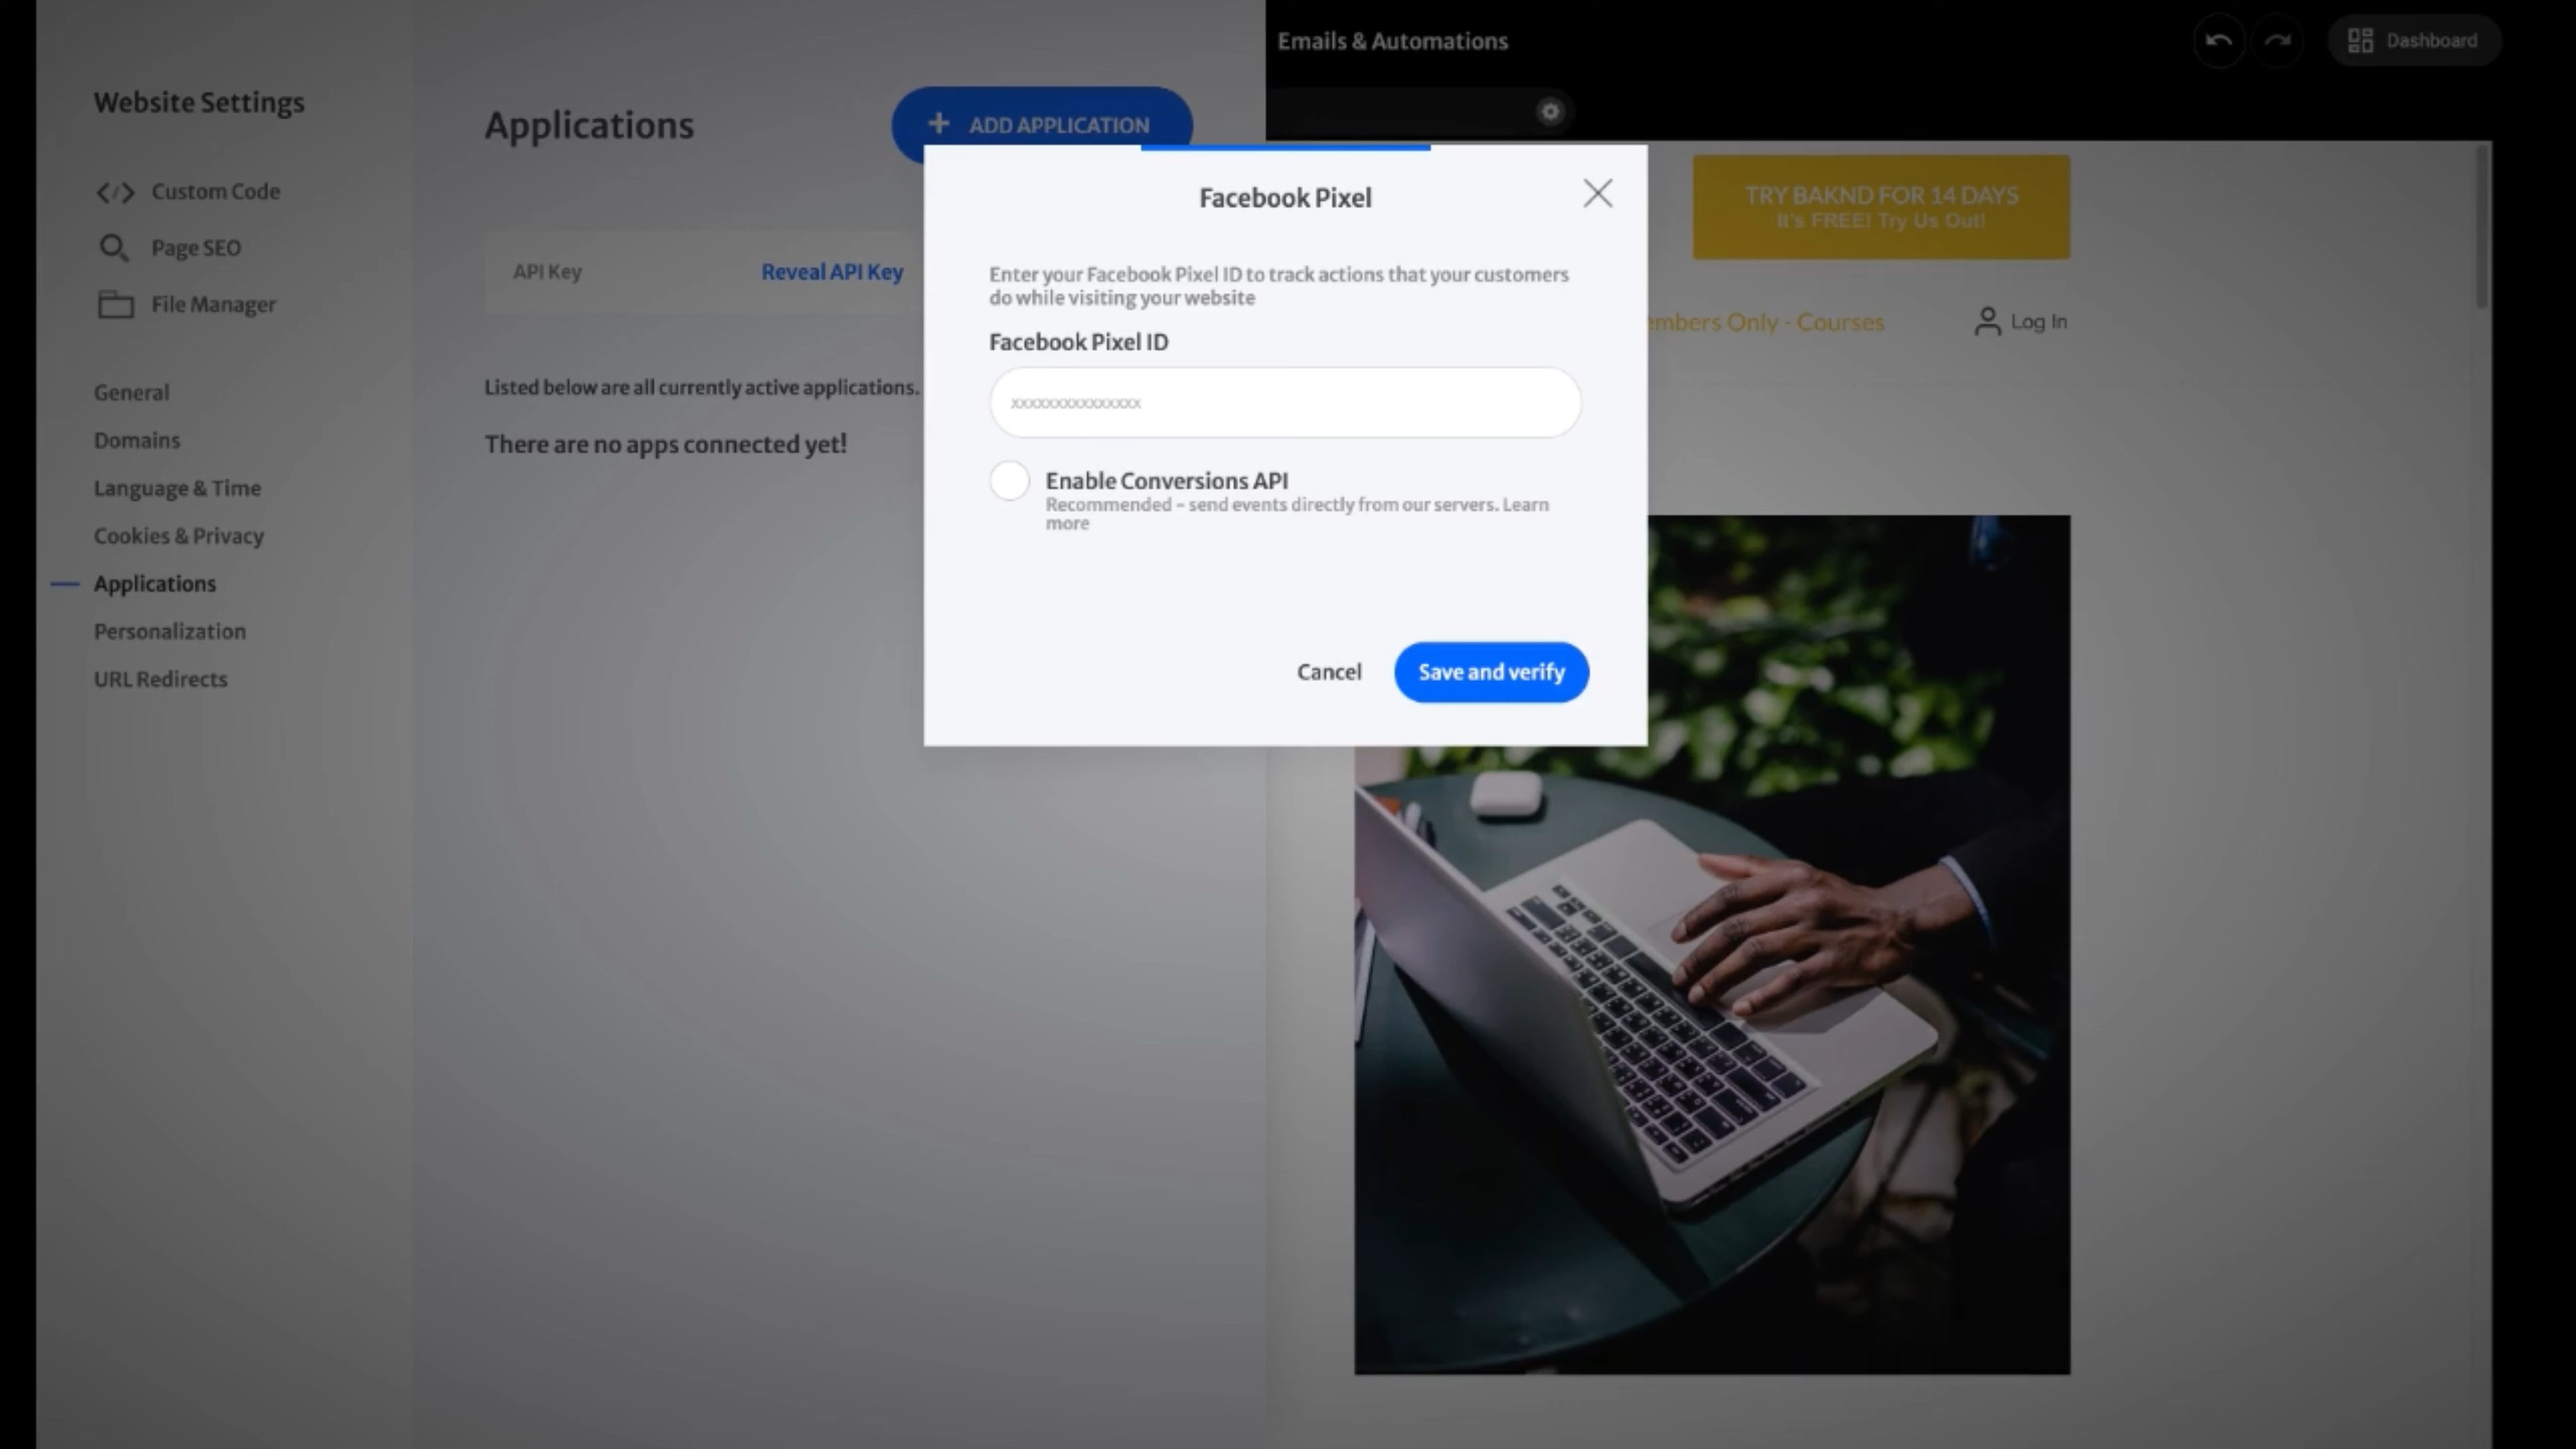 Emails & Automations
Dashboard
Website Settings
Custom Code
Page SEO
File Manager
General
Domains
Language & Time
Cookies & Privacy
Applications
Personalization
URL Redirects
Applications
+ ADD APPLICATION
API Key
Reveal API Key
Listed below are all currently active applications.
There are no apps connected yet!
Facebook Pixel
Enter your Facebook Pixel ID to track actions that your customers
do while visiting your website
Facebook Pixel ID
xxxxxxxxxxxxxxx
Enable Conversions API
Recommended - send events directly from our servers. Learn
more
Cancel
Save and verify
TRY BAKND FOR 14 DAYS
It's FREE! Try Us Out!
Only - Courses
Log In